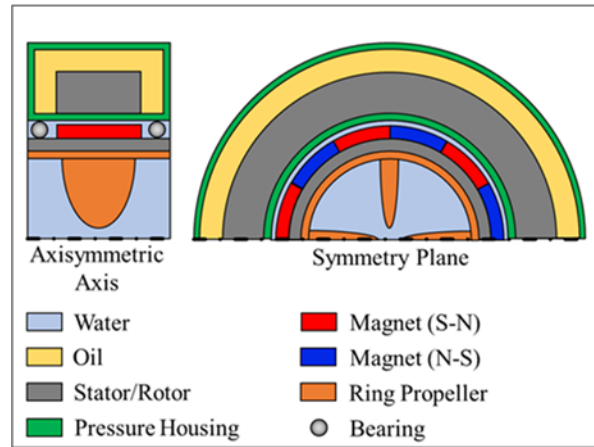 Axisymmetric
Axis
Symmetry Plane
Water
Magnet (S-N)
Oil
Magnet (N-S)
Stator/Rotor
Ring Propeller
Pressure Housing
Bearing